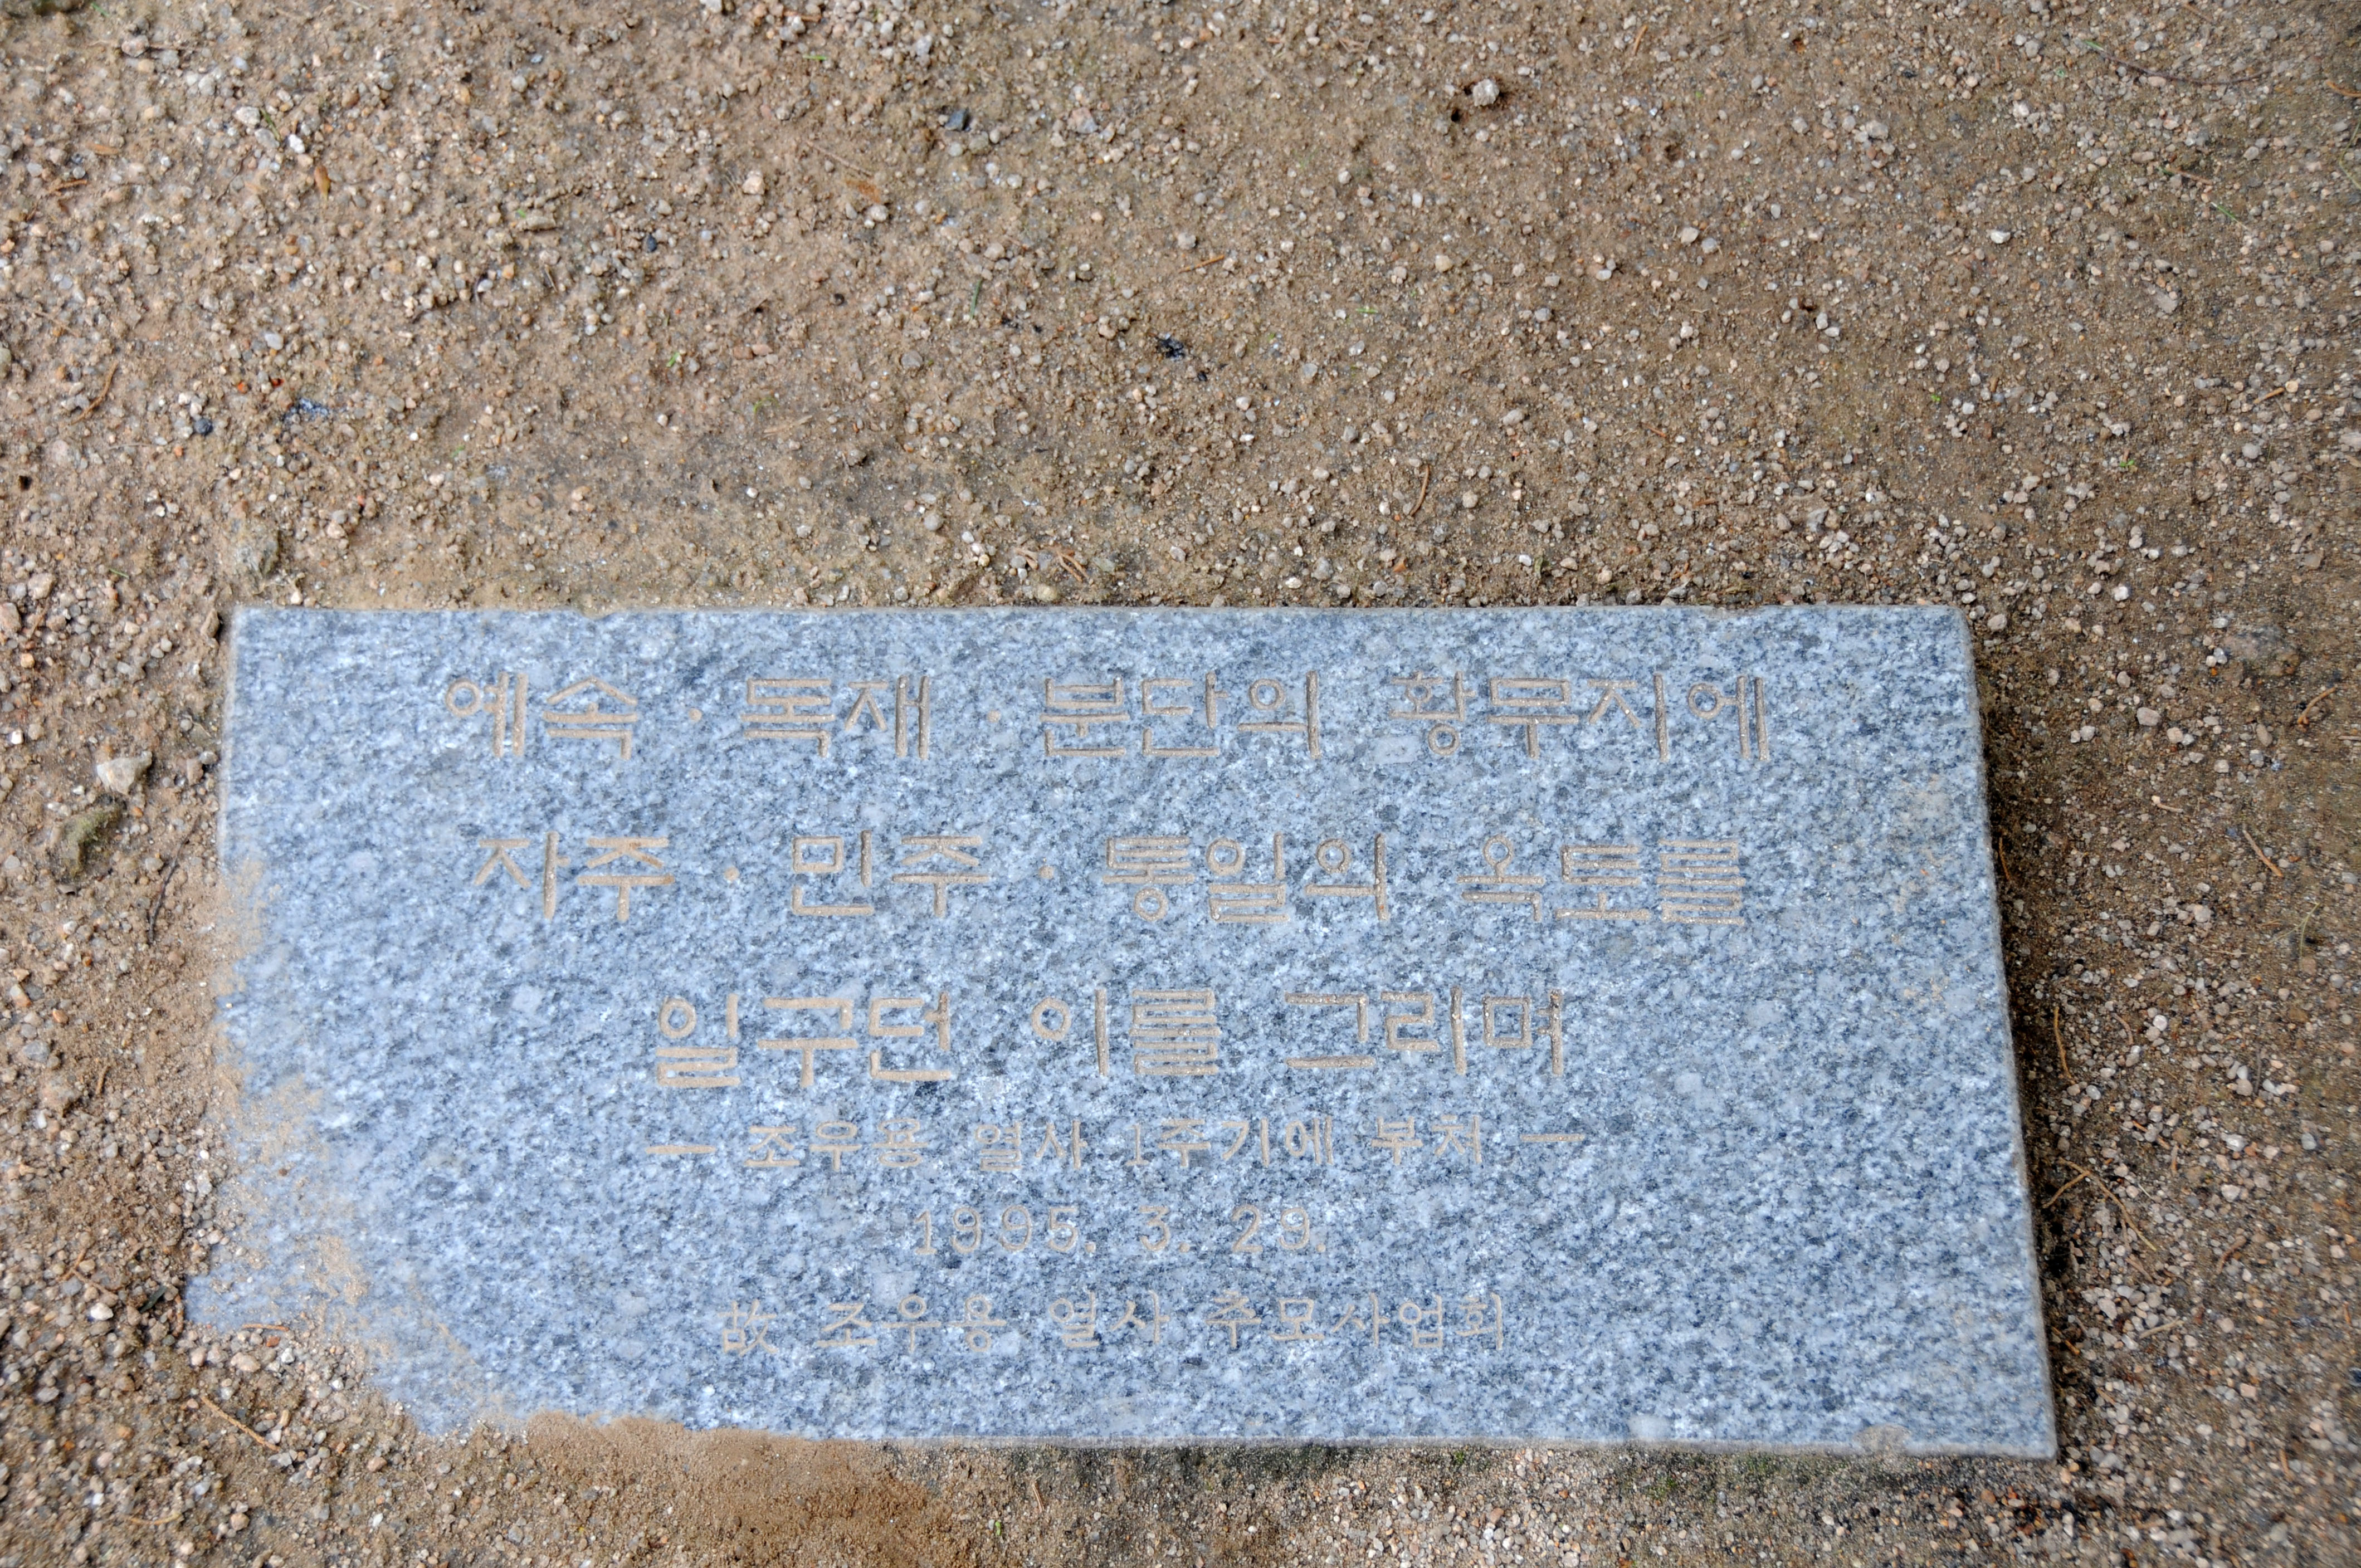 예속 · 독재 · 분단의 황무지에
자주 · 민주 · 통일의 옥토를
일구던 이를 그리며
— 조우용 열사 1주기에 부처 —
1995. 3. 29.
故 조우용 열사 추모사업회